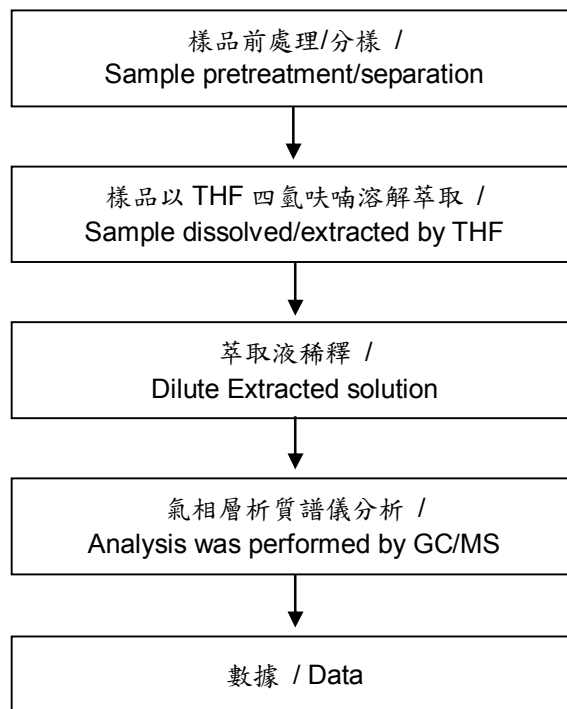 樣品前處理/分樣 /
Sample pretreatment/separation
樣品以 THF 四氫呋喃溶解萃取 /
Sample dissolved/extracted by THF
萃取液稀釋 /
Dilute Extracted solution
氣相層析質譜儀分析 /
Analysis was performed by GC/MS
數據 / Data